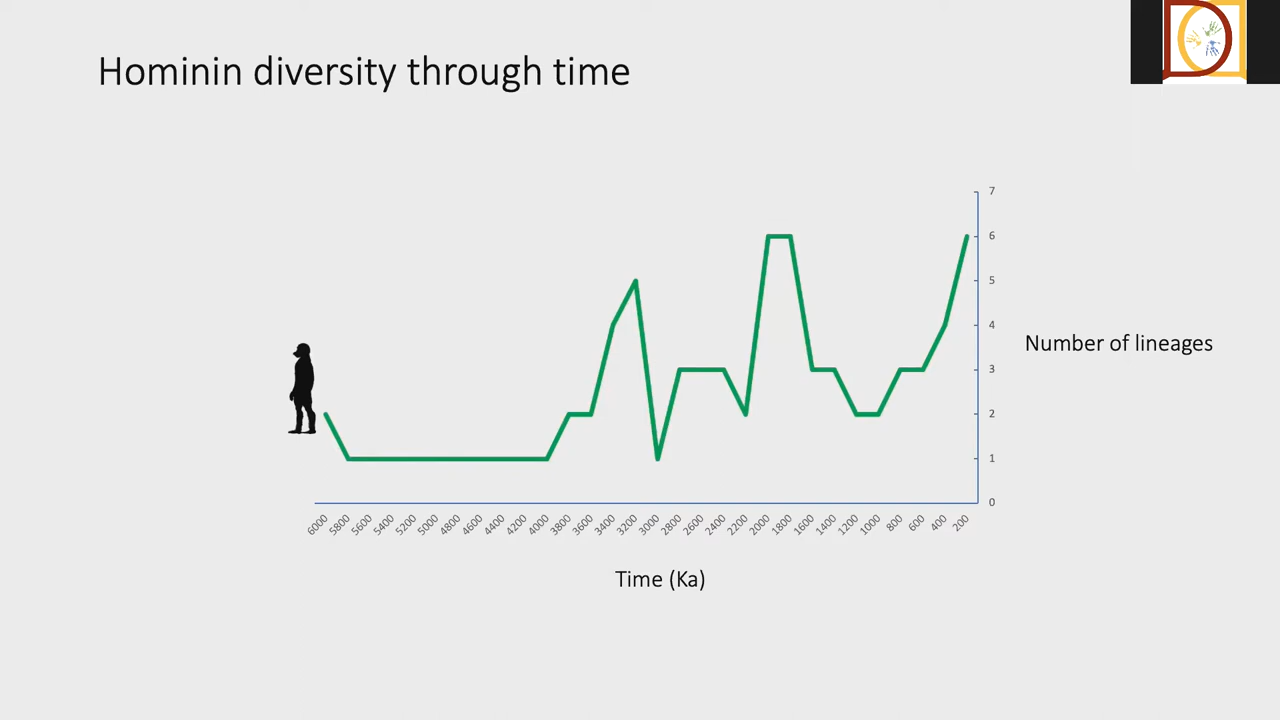 Hominin diversity through time
7
6
5
4
3
2
1
0
Number of lineages
6000 5800 5600 5400 5200 5000 4800 4600 4400 4200 4000 3800 3600 3400 3200 3000 2800 2600 2400 2200 2000 1800 1600 1400 1200 1000 800 600 400 200
Time (Ka)